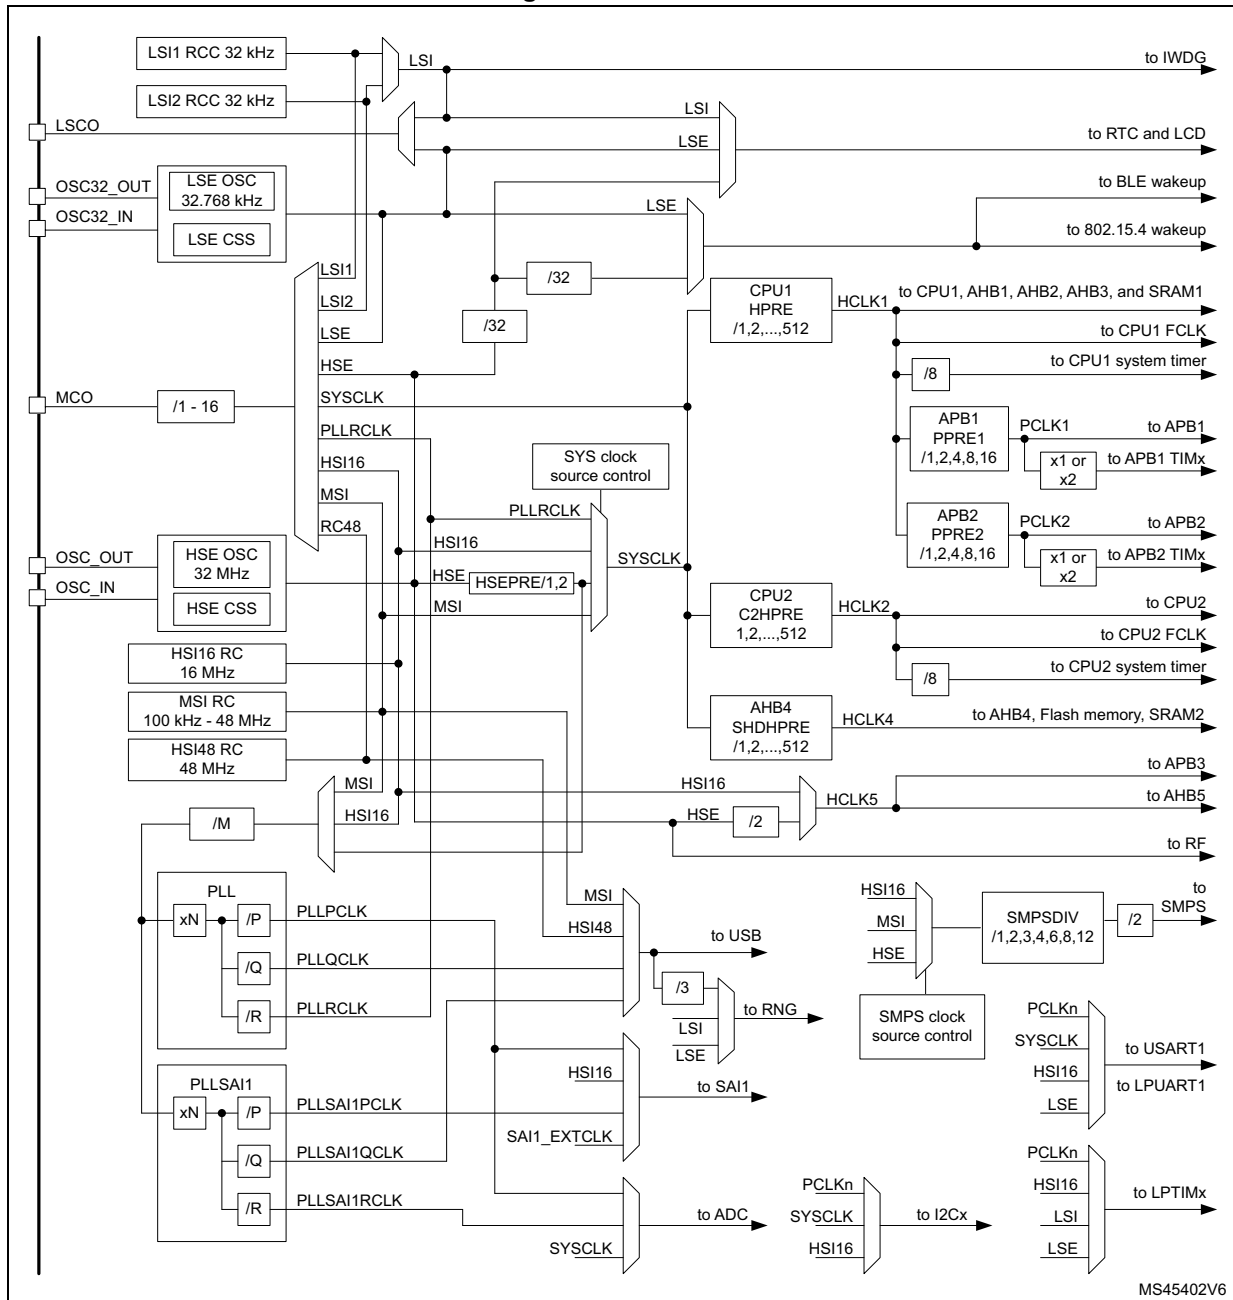 LSI1 RCC 32 kHz
LSI
to IWDG
LSI2 RCC 32 kHz
LSI
LSCO
LSE
to RTC and LCD
OSC32_OUT
LSE OSC
32.768 kHz
to BLE wakeup
OSC32_IN
LSE CSS
LSE
to 802.15.4 wakeup
LSI1
/32
CPU1
HPRE
/1,2,...,512
HCLK1
to CPU1, AHB1, AHB2, AHB3, and SRAM1
LSI2
/32
LSE
to CPU1 FCLK
HSE
to CPU1 system timer
/8
MCO
/1 - 16
SYSCLK
APB1
PPRE1
/1,2,4,8,16
PCLK1
to APB1
PLLRCLK
x1 or
x2
to APB1 TIMx
HSI16
SYS clock
source control
MSI
PLLRCLK
APB2
PPRE2
/1,2,4,8,16
PCLK2
to APB2
RC48
HSI16
SYSCLK
x1 or
x2
to APB2 TIMx
OSC_OUT
HSE OSC
32 MHz
OSC_IN
HSE
HSEPRE/1,2
HSE CSS
MSI
CPU2
C2HPRE
1,2,...,512
HCLK2
to CPU2
to CPU2 FCLK
HSI16 RC
16 MHz
/8
to CPU2 system timer
MSI RC
100 kHz - 48 MHz
AHB4
SHDHPRE
/1,2,...,512
HCLK4
to AHB4, Flash memory, SRAM2
HSI48 RC
48 MHz
to APB3
MSI
HSI16
HCLK5
to AHB5
/M
HSI16
HSE
/2
to RF
PLL
xN
/P
PLLPCLK
MSI
HSI48
to USB
/Q
PLLQCLK
/3
/R
PLLRCLK
LSI
LSE
to RNG
HSI16
MSI
HSE
SMPSDIV
/1,2,3,4,6,8,12
/2
to
SMPS
SMPS clock
source control
PCLKn
SYSCLK
HSI16
LSE
to USART1
to LPUART1
PLLSAI1
xN
/P
PLLSAI1PCLK
HSI16
to SAI1
SAI1_EXTCLK
/Q
PLLSAI1QCLK
/R
PLLSAI1RCLK
to ADC
SYSCLK
PCLKn
SYSCLK
HSI16
to I2Cx
PCLKn
HSI16
LSI
LSE
to LPTIMx
MS45402V6